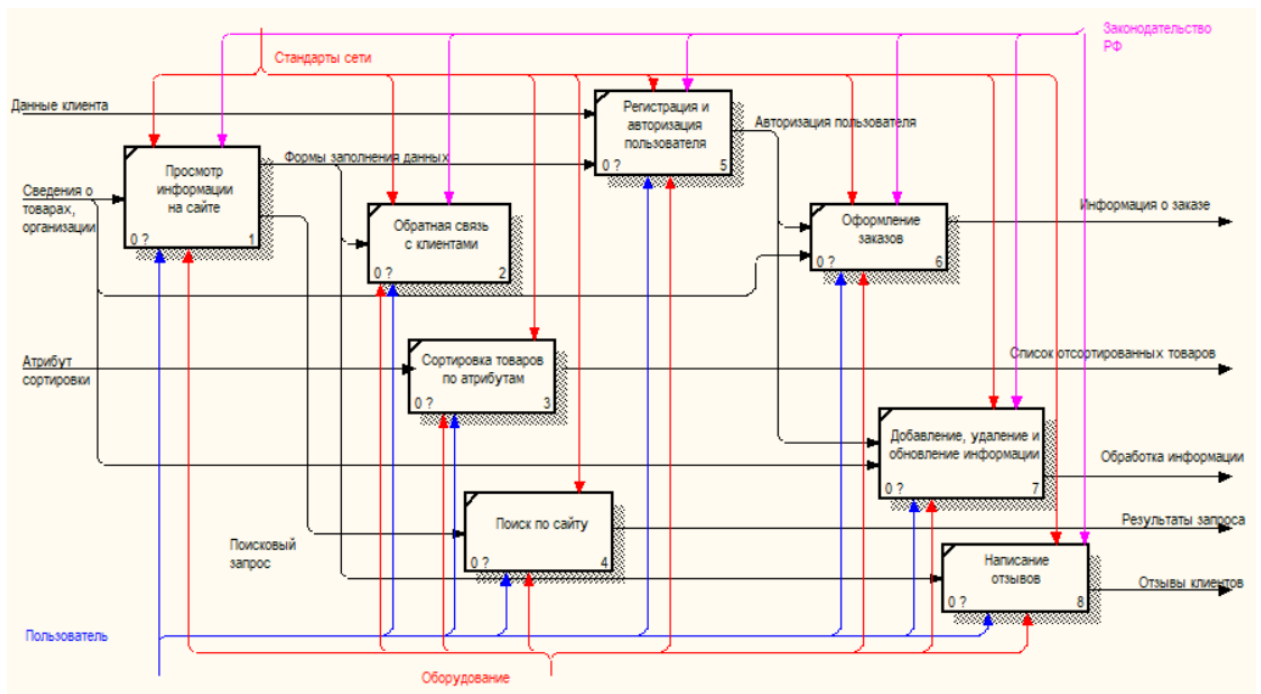 Законодательство
РФ
Стандарты сети
Данные клиента
Регистрация и
авторизация
пользователя
0 ?
5
Авторизация пользователя
Просмотр
информации
на сайте
0 ?
1
Формы заполнения данных
Сведения о
товарах,
организации
Обратная связь
с клиентами
0 ?
2
Оформление
заказов
0 ?
6
Информация о заказе
Атрибут
сортировки
Сортировка товаров
по атрибутам
0 ?
3
Список отсортированных товаров
Добавление, удаление и
обновление информации
0 ?
7
Обработка информации
Поиск по сайту
0 ?
4
Результаты запроса
Поисковый
запрос
Написание
отзывов
0 ?
8
Отзывы клиентов
Пользователь
Оборудование